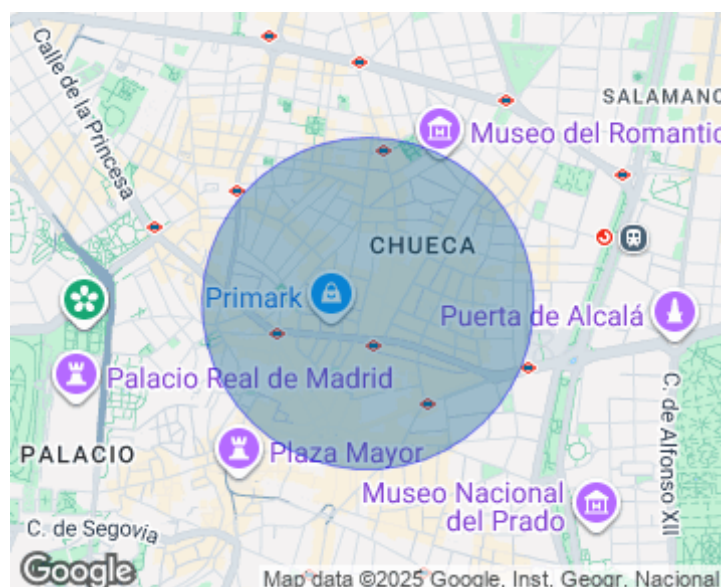 Calle de la Princesa
SALAMANC
Museo del Romantic
CHUECA
Primark
Puerta de Alcalá
Palacio Real de Madrid
PALACIO
Plaza Mayor
C. de Alfonso XII
Museo Nacional
del Prado
C. de Segovia
Google
Map data ©2025 Google, Inst. Geogr. Nacional